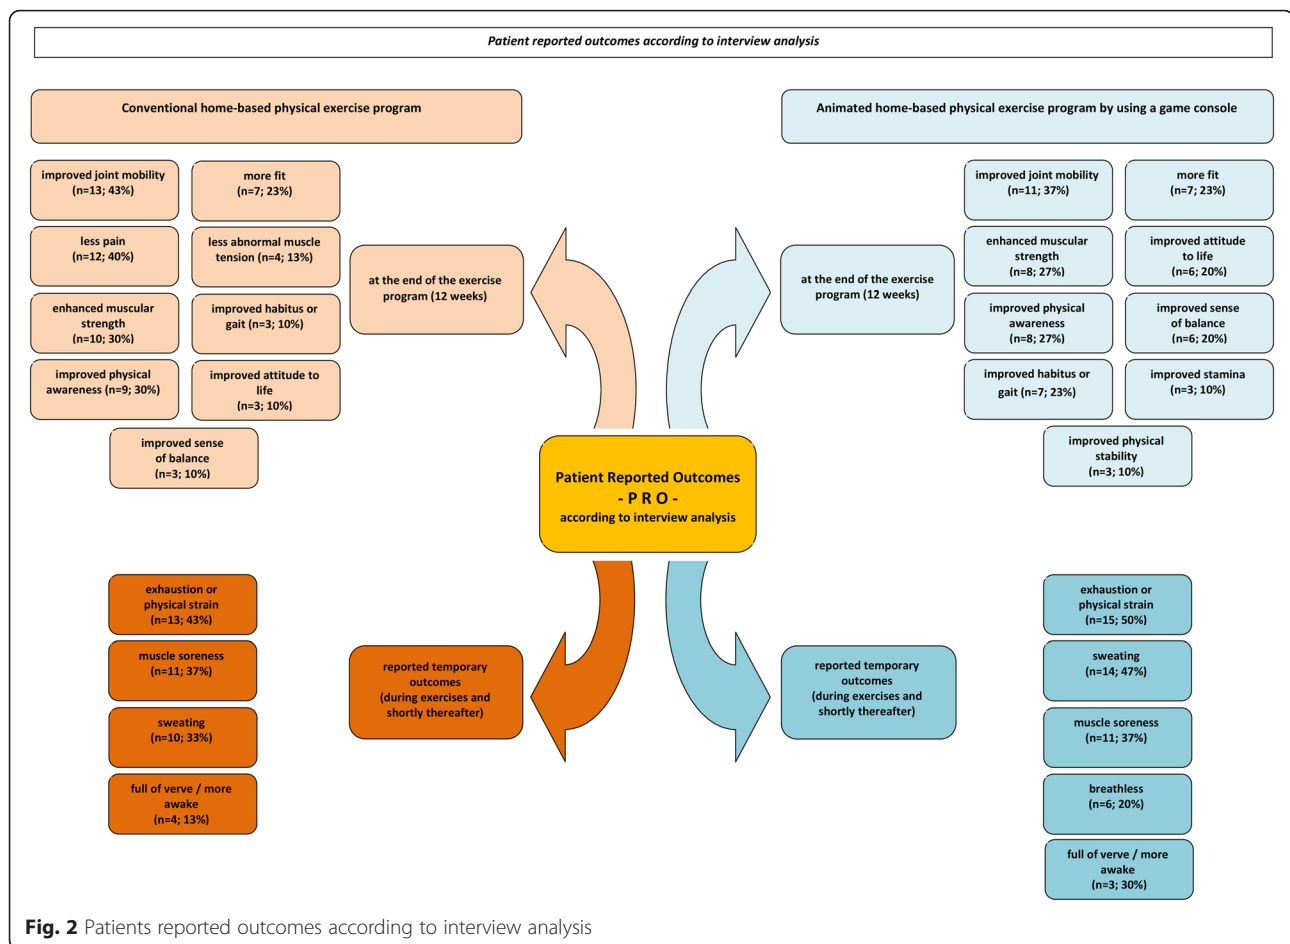 Patient reported outcomes according to interview analysis
Conventional home-based physical exercise program
improved joint mobility
(n=13; 43%)
more fit
(n=7; 23%)
less pain
(n=12; 40%)
less abnormal muscle
tension (n=4; 13%)
enhanced muscular
strength
(n=10; 30%)
improved habitus or
gait (n=3; 10%)
improved physical
awareness (n=9; 30%)
improved attitude to
life
(n=3; 10%)
improved sense
of balance
(n=3; 10%)
at the end of the exercise
program (12 weeks)
Animated home-based physical exercise program by using a game console
at the end of the exercise
program (12 weeks)
improved joint mobility
(n=11; 37%)
more fit
(n=7; 23%)
enhanced muscular
strength
(n=8; 27%)
improved attitude
to life
(n=6; 20%)
improved physical
awareness
(n=8; 27%)
improved sense
of balance
(n=6; 20%)
improved habitus or
gait (n=7; 23%)
improved stamina
(n=3; 10%)
improved physical
stability
(n=3; 10%)
Patient Reported Outcomes
- P R O -
according to interview analysis
exhaustion or
physical strain
(n=13; 43%)
muscle soreness
(n=11; 37%)
sweating
(n=10; 33%)
full of verve / more
awake
(n=4; 13%)
reported temporary
outcomes
(during exercises and
shortly thereafter)
reported temporary
outcomes
(during exercises and
shortly thereafter)
exhaustion or
physical strain
(n=15; 50%)
sweating
(n=14; 47%)
muscle soreness
(n=11; 37%)
breathless
(n=6; 20%)
full of verve / more
awake
(n=3; 30%)
Fig. 2 Patients reported outcomes according to interview analysis